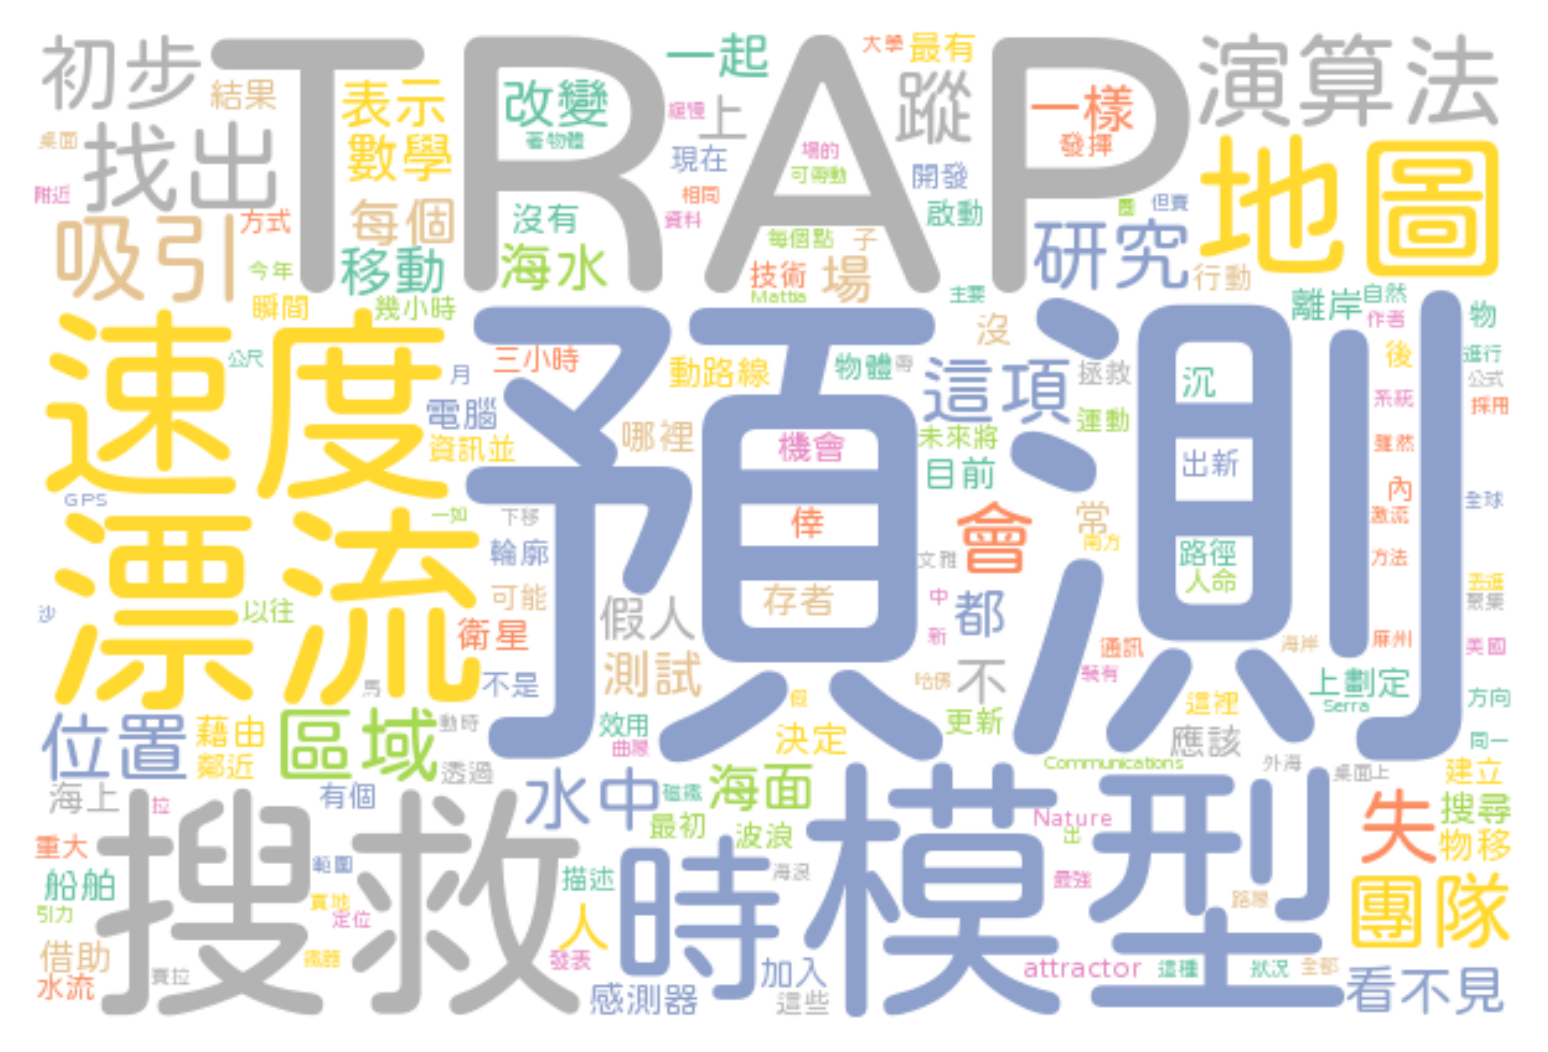 初步
TRAP
一起
大學
最有
演算法
結果
表示
改變
緩慢
上
蹤
一樣
找出
桌面
數學
著物體
現在
場的
可帶動
開發
發揮
地圖
附近
吸引
方式
每個
沒有
相同
資料
啟動
但賽
研究
今年
移動
海水
每個點
子
技術
場
Mattia
行動
瞬間
幾小時
主要
離岸
自然
作者
物
速度
預測
公尺
三小時
月
動路線
物體
沒
這項
拯救
沉
後
進行
公式
系統
採用
電腦
資訊並
哪裡
機會
未來將
運動
目前
出新
雖然
GPS
漂流
一如
下移
倖
會
常
南方
內
激流
全球
輪廓
文雅
路徑
人命
方法
沙
以往
可能
存者
中
都
聚集
衛星
假人
新
通訊
海岸
麻州
美國
馬
不是
測試
假
哈佛
不
裝有
上劃定
方向
這裡
Serra
位置
藉由
鄰近
區域
動時
效用
曲線
決定
更新
應該
同一
Communications
外海
桌面上
建立
海上
拉
有個
透過
水中
磁鐵
海面
模型
Nature
出
失
搜尋
搜救
重大
範圍
最初
波浪
物移
船舶
引力
實地
定位
描述
時
海浪
最強
路線
團隊
借助
鐵器
人
發表
水流
賽拉
感測器
加入
這些
attractor
這種
狀況
全部
看不見